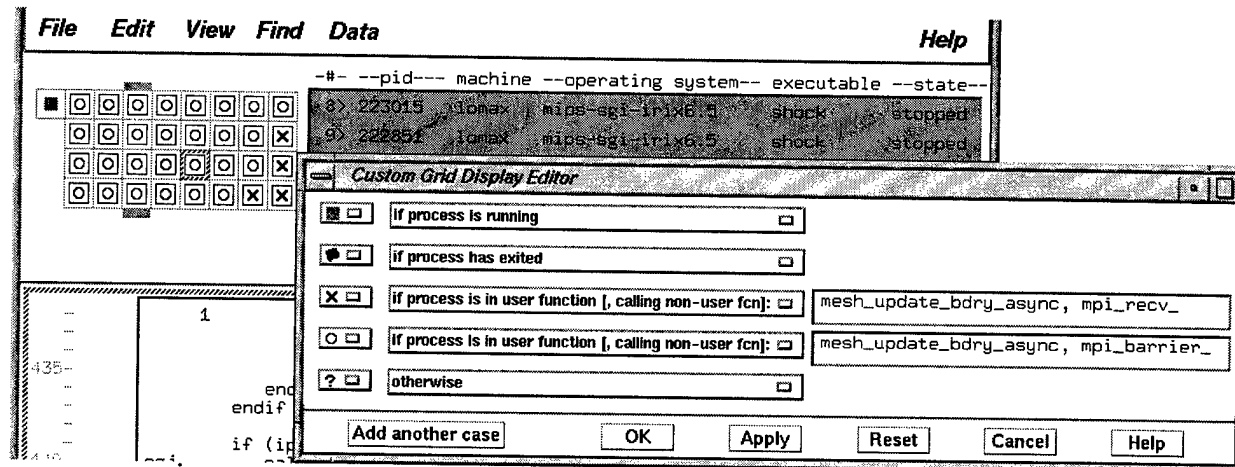 File Edit View Find Data Help
-#- --pid--- machine --operating system-- executable --state--
8> 223015 lomax mips-sgi-irix6.5 shock stopped
9> 222851 lomax mips-sgi-irix6.5 shock stopped
Custom Grid Display Editor
if process is running
if process has exited
if process is in user function [, calling non-user fcn]: mesh_update_bdry_async, mpi_recv_
if process is in user function [, calling non-user fcn]: mesh_update_bdry_async, mpi_barrier_
? otherwise
Add another case OK Apply Reset Cancel Help
1
435-
end
endif
if (ip